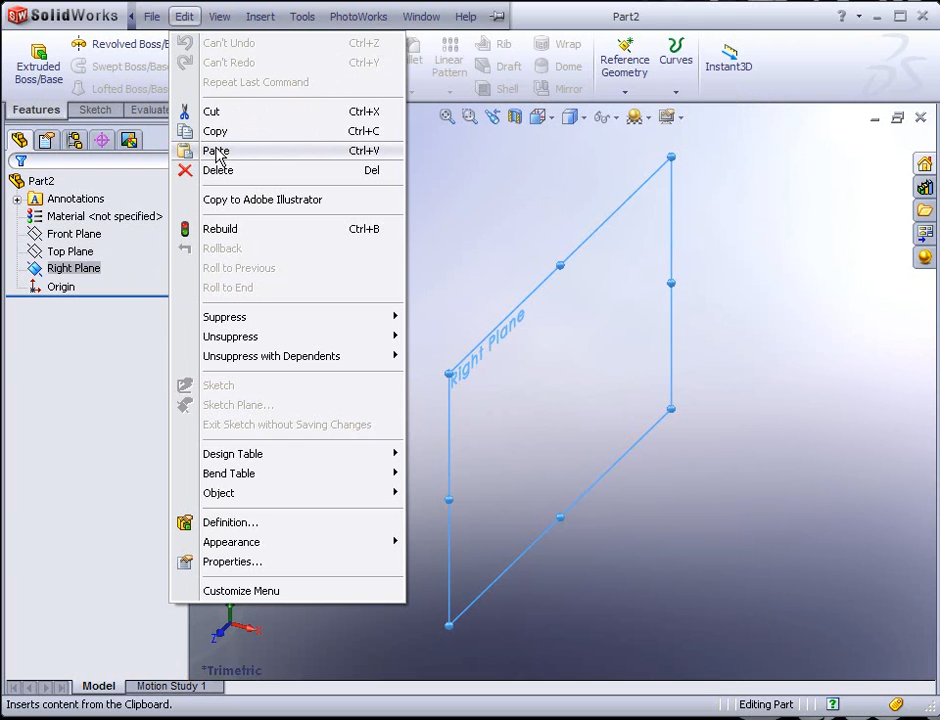 SolidWorks File Edit View Insert Tools PhotoWorks Window Help Part2
Extruded
Boss/Base
Revolved Boss/Ba
Swept Boss/Ba
Lofted Boss/Ba
Linear
Pattern
Rib
Draft
Shell
Wrap
Dome
Mirror
Reference
Geometry
Curves
Instant3D
Features Sketch Evaluate
Part2
Annotations
Material <not specified>
Front Plane
Top Plane
Right Plane
Origin
Can't Undo Ctrl+Z
Can't Redo Ctrl+Y
Repeat Last Command
Cut Ctrl+X
Copy Ctrl+C
Paste Ctrl+V
Delete Del
Copy to Adobe Illustrator
Rebuild Ctrl+B
Rollback
Roll to Previous
Roll to End
Suppress
Unsuppress
Unsuppress with Dependents
Sketch
Sketch Plane...
Exit Sketch without Saving Changes
Design Table
Bend Table
Object
Definition...
Appearance
Properties...
Customize Menu
Right Plane
X
Z
*Trimetric
Model Motion Study 1
Inserts content from the Clipboard. Editing Part